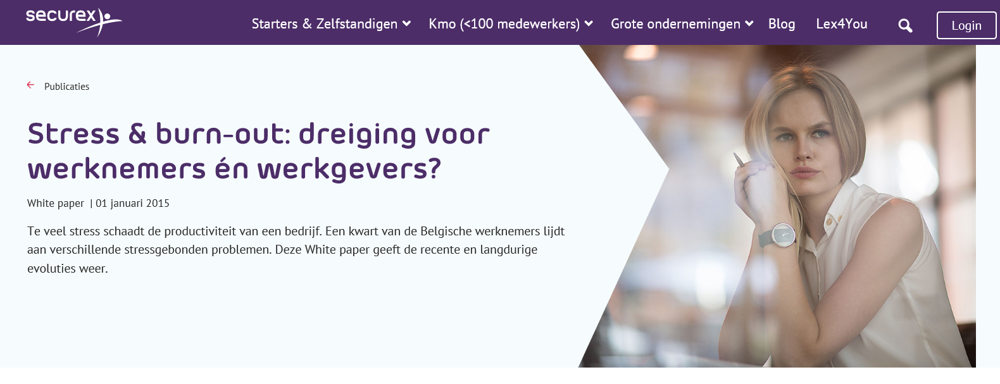 securex
Starters & Zelfstandigen
Kmo (<100 medewerkers)
Grote ondernemingen
Blog
Lex4You
Login
Publicaties
Stress & burn-out: dreiging voor
werknemers én werkgevers?
White paper | 01 januari 2015
Te veel stress schaadt de productiviteit van een bedrijf. Een kwart van de Belgische werknemers lijdt
aan verschillende stressgebonden problemen. Deze White paper geeft de recente en langdurige
evoluties weer.